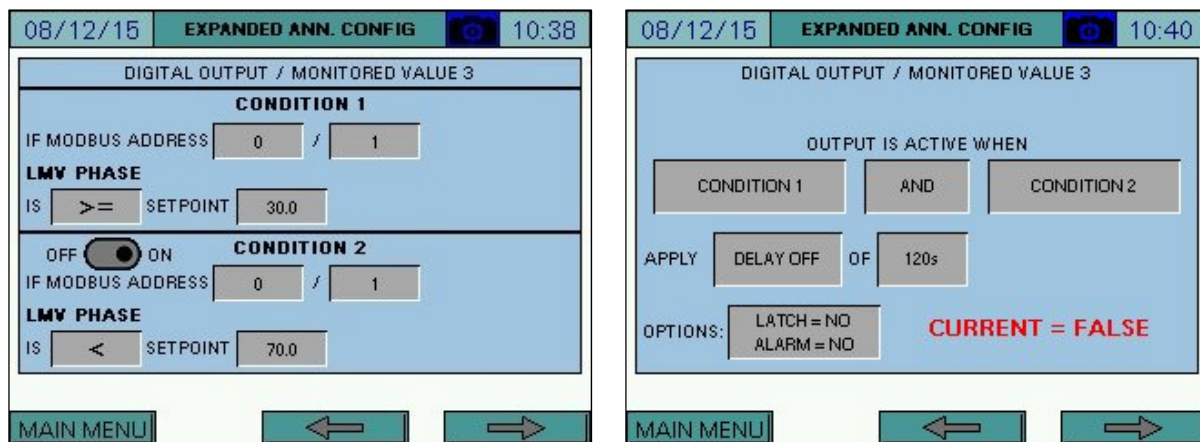 08/12/15 EXPANDED ANN. CONFIG 10:38
DIGITAL OUTPUT / MONITORED VALUE 3
CONDITION 1
IF MODBUS ADDRESS 0 / 1
LMV PHASE
IS >= SETPOINT 30.0
OFF ON CONDITION 2
IF MODBUS ADDRESS 0 / 1
LMV PHASE
IS < SETPOINT 70.0
MAIN MENU
08/12/15 EXPANDED ANN. CONFIG 10:40
DIGITAL OUTPUT / MONITORED VALUE 3
OUTPUT IS ACTIVE WHEN
CONDITION 1 AND CONDITION 2
APPLY DELAY OFF OF 120s
OPTIONS: LATCH = NO
ALARM = NO
CURRENT = FALSE
MAIN MENU